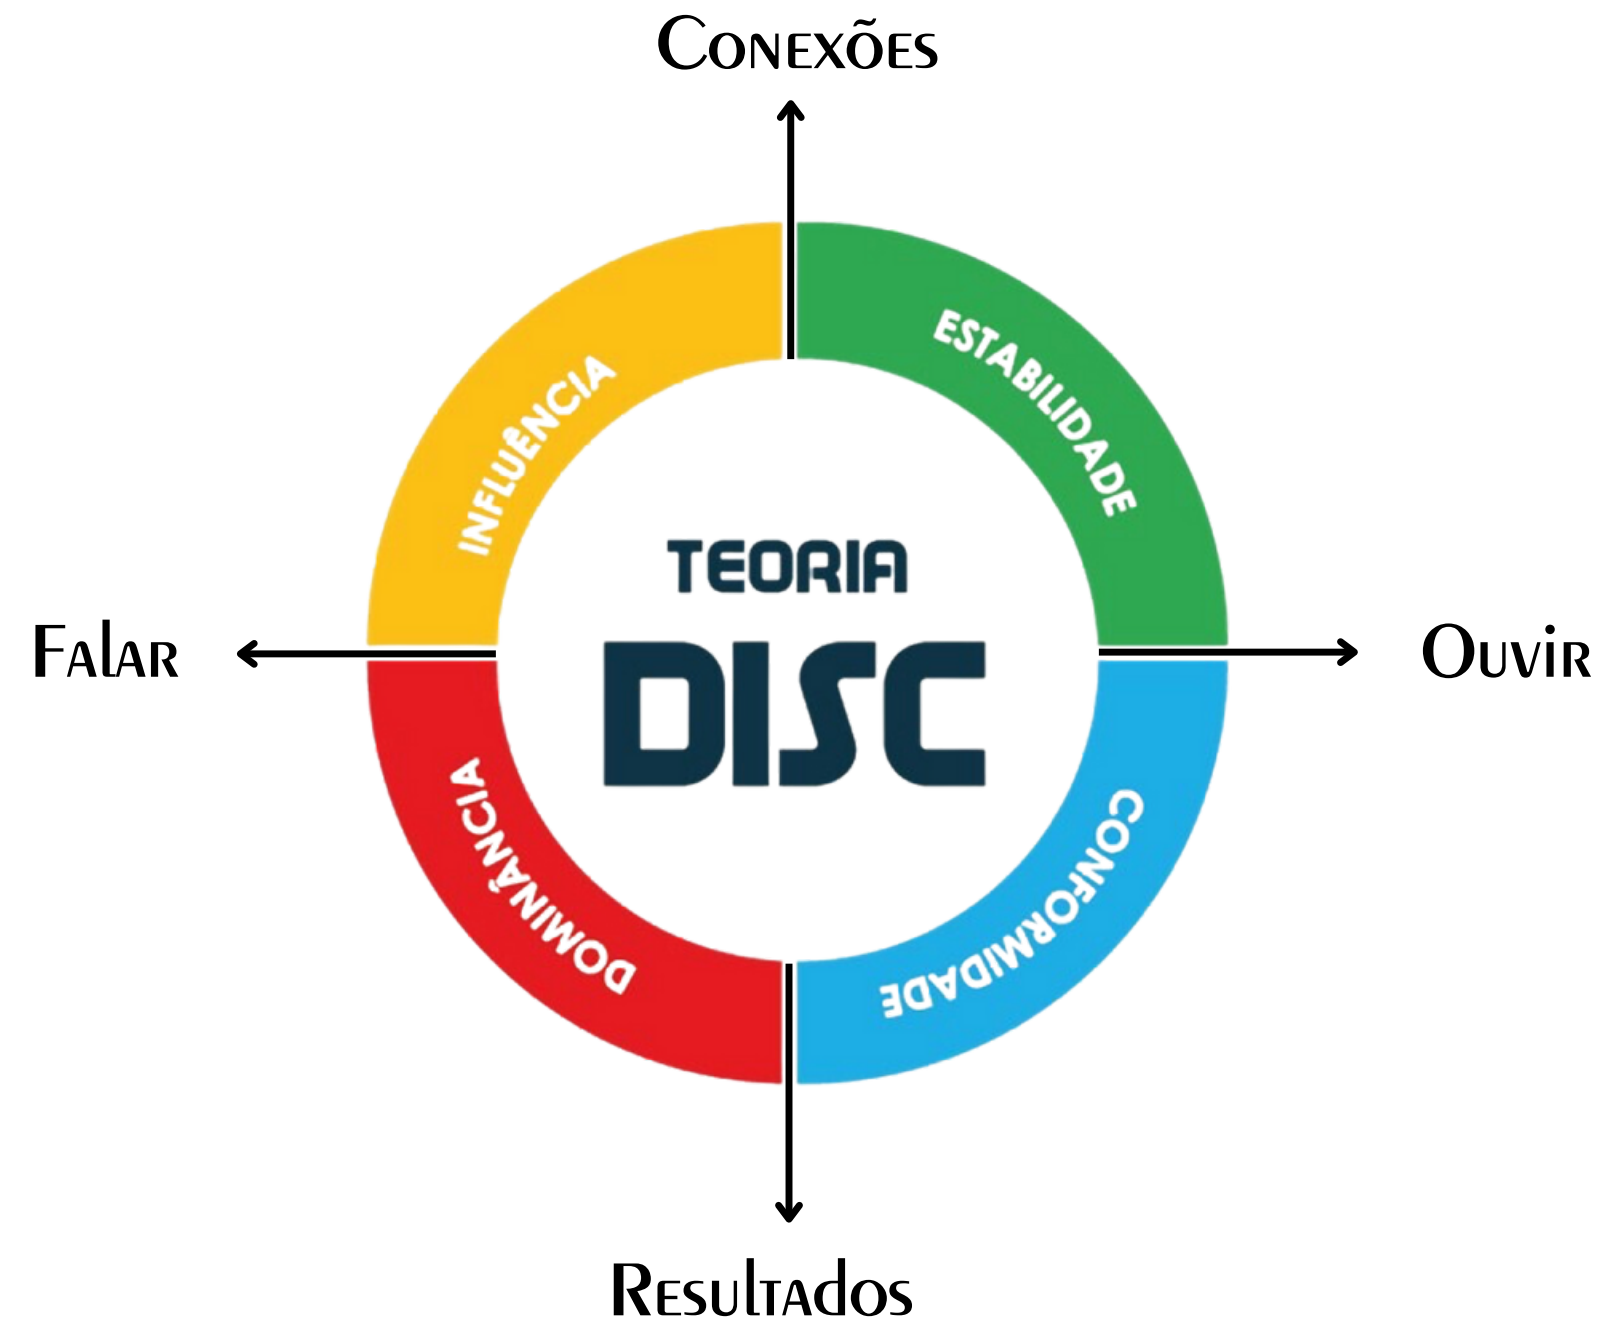 Conexões
INFLUÊNCIA
ESTABILIDADE
TEORIA
DISC
Falar
Ouvir
DOMINÂNCIA
CONFORMIDADE
Resultados